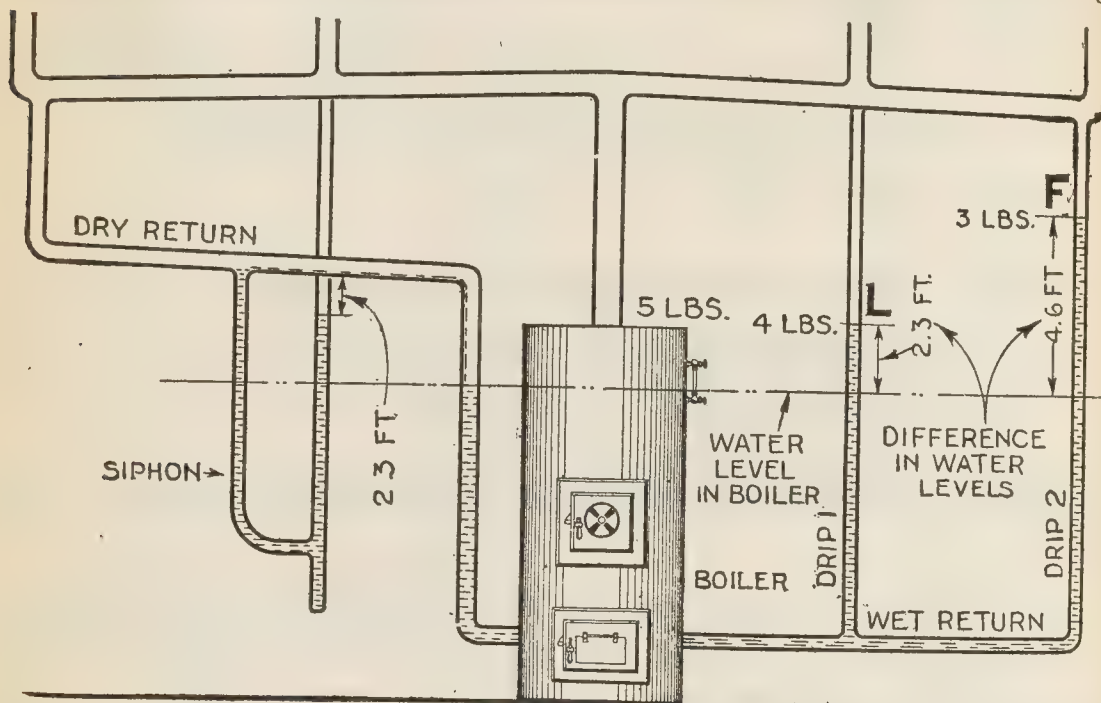 DRY RETURN
F
3 LBS.
5 LBS.
4 LBS.
L
2.3 FT.
4.6 FT
2.3 FT.
SIPHON
WATER
LEVEL
IN BOILER
DIFFERENCE
IN WATER
LEVELS
DRIP 1
DRIP 2
BOILER
WET RETURN